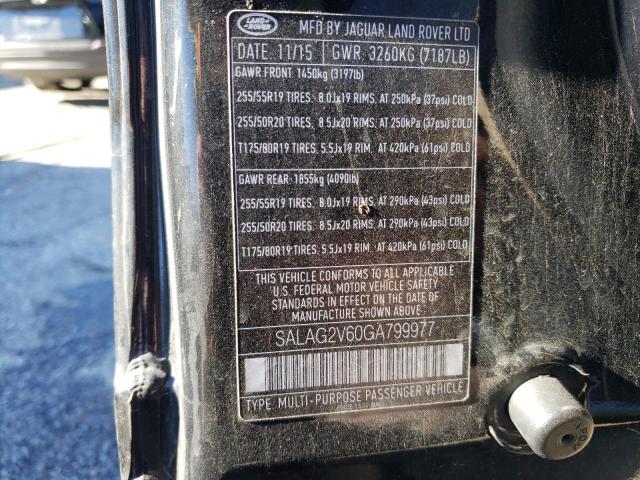 LAND ROVER
MFD BY JAGUAR LAND ROVER LTD
DATE: 11/15 GWR: 3260KG (7187LB)
GAWR FRONT 1450kg (3197lb)
255/55R19 TIRES. 8.0Jx19 RIMS. AT 250kPa (37psi) COLD
255/50R20 TIRES. 8.5Jx20 RIMS. AT 250kPa (37psi) COLD
T175/80R19 TIRES. 5.5Jx19 RIM. AT 420kPa (61psi) COLD
GAWR REAR: 1855kg (4090lb)
255/55R19 TIRES. 8.0Jx19 RIMS. AT 290kPa (43psi) COLD
255/50R20 TIRES. 8.5Jx20 RIMS. AT 290kPa (43psi) COLD
T175/80R19 TIRES. 5.5Jx19 RIM. AT 420kPa (61psi) COLD
THIS VEHICLE CONFORMS TO ALL APPLICABLE
U.S. FEDERAL MOTOR VEHICLE SAFETY
STANDARDS IN EFFECT ON THE DATE OF
MANUFACTURE SHOWN ABOVE.
SALAG2V60GA799977
TYPE: MULTI-PURPOSE PASSENGER VEHICLE